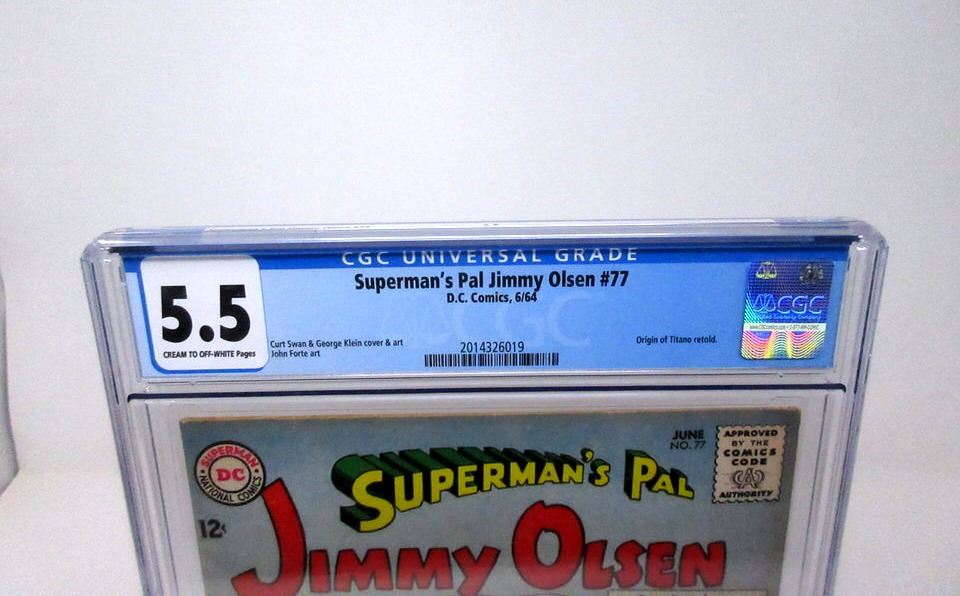 CGC UNIVERSAL GRADE
Superman's Pal Jimmy Olsen #77
D.C. Comics, 6/64
5.5
CREAM TO OFF-WHITE Pages
Curt Swan & George Klein cover & art
John Forte art
2014326019
Origin of Titano retold.
CGC
JUNE
NO. 77
APPROVED
BY THE
COMICS
CODE
CA
AUTHORITY
SUPERMAN
DC
NATIONAL COMICS
12¢
SUPERMAN'S PAL
JIMMY OLSEN